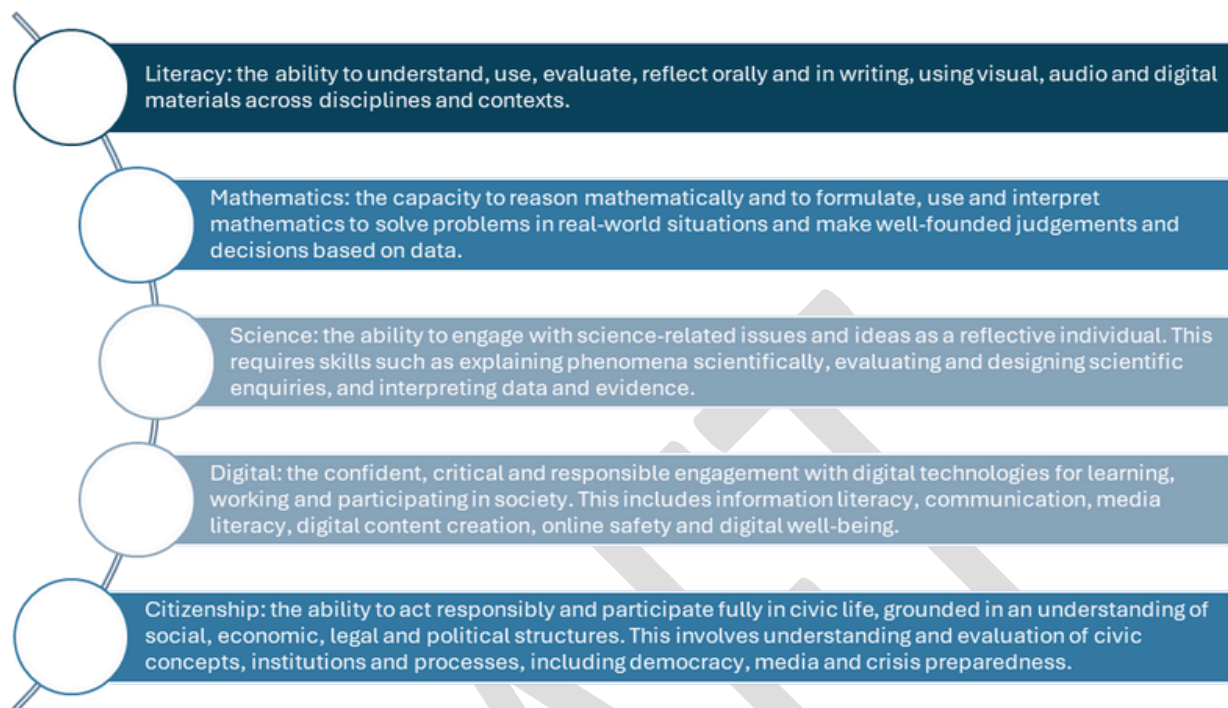 Literacy: the ability to understand, use, evaluate, reflect orally and in writing, using visual, audio and digital
materials across disciplines and contexts.
Mathematics: the capacity to reason mathematically and to formulate, use and interpret
mathematics to solve problems in real-world situations and make well-founded judgements and
decisions based on data.
Science: the ability to engage with science-related issues and ideas as a reflective individual. This
requires skills such as explaining phenomena scientifically, evaluating and designing scientific
enquiries, and interpreting data and evidence.
Digital: the confident, critical and responsible engagement with digital technologies for learning,
working and participating in society. This includes information literacy, communication, media
literacy, digital content creation, online safety and digital well-being.
Citizenship: the ability to act responsibly and participate fully in civic life, grounded in an understanding of
social, economic, legal and political structures. This involves understanding and evaluation of civic
concepts, institutions and processes, including democracy, media and crisis preparedness.